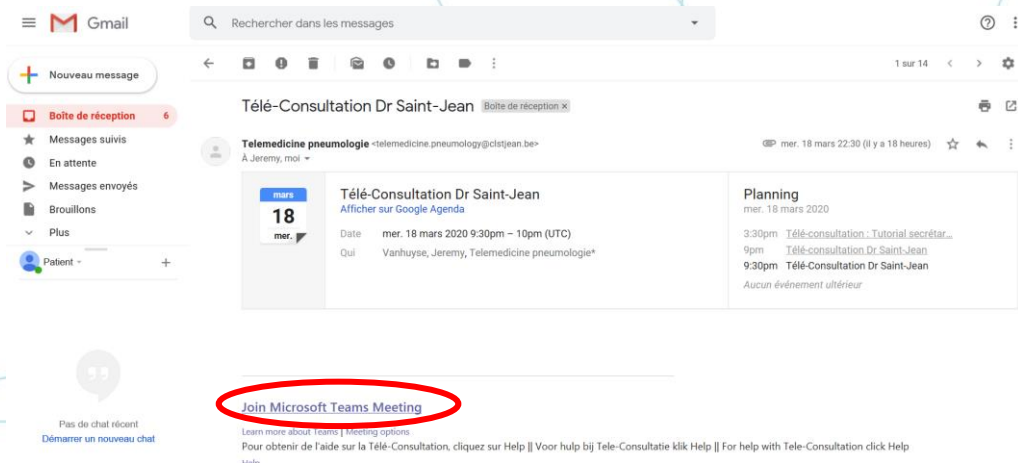 Gmail
Rechercher dans les messages
Nouveau message
1 sur 14
Boîte de réception 6
Messages suivis
En attente
Messages envoyés
Brouillons
Plus
Patient
Pas de chat récent
Démarrer un nouveau chat
Télé-Consultation Dr Saint-Jean Boîte de réception ×
Telemedicine pneumologie <telemedicine.pneumology@clstjean.be>
mer. 18 mars 22:30 (il y a 18 heures)
À Jeremy, moi
mars
18
mer.
Télé-Consultation Dr Saint-Jean
Afficher sur Google Agenda
Date mer. 18 mars 2020 9:30pm – 10pm (UTC)
Qui Vanhuyse, Jeremy, Telemedicine pneumologie*
Planning
mer. 18 mars 2020
3:30pm Télé-consultation : Tutorial secrétar...
9pm Télé-consultation Dr Saint-Jean
9:30pm Télé-Consultation Dr Saint-Jean
Aucun événement ultérieur
Join Microsoft Teams Meeting
Learn more about Teams | Meeting options
Pour obtenir de l'aide sur la Télé-Consultation, cliquez sur Help || Voor hulp bij Tele-Consultatie klik Help || For help with Tele-Consultation click Help
Help